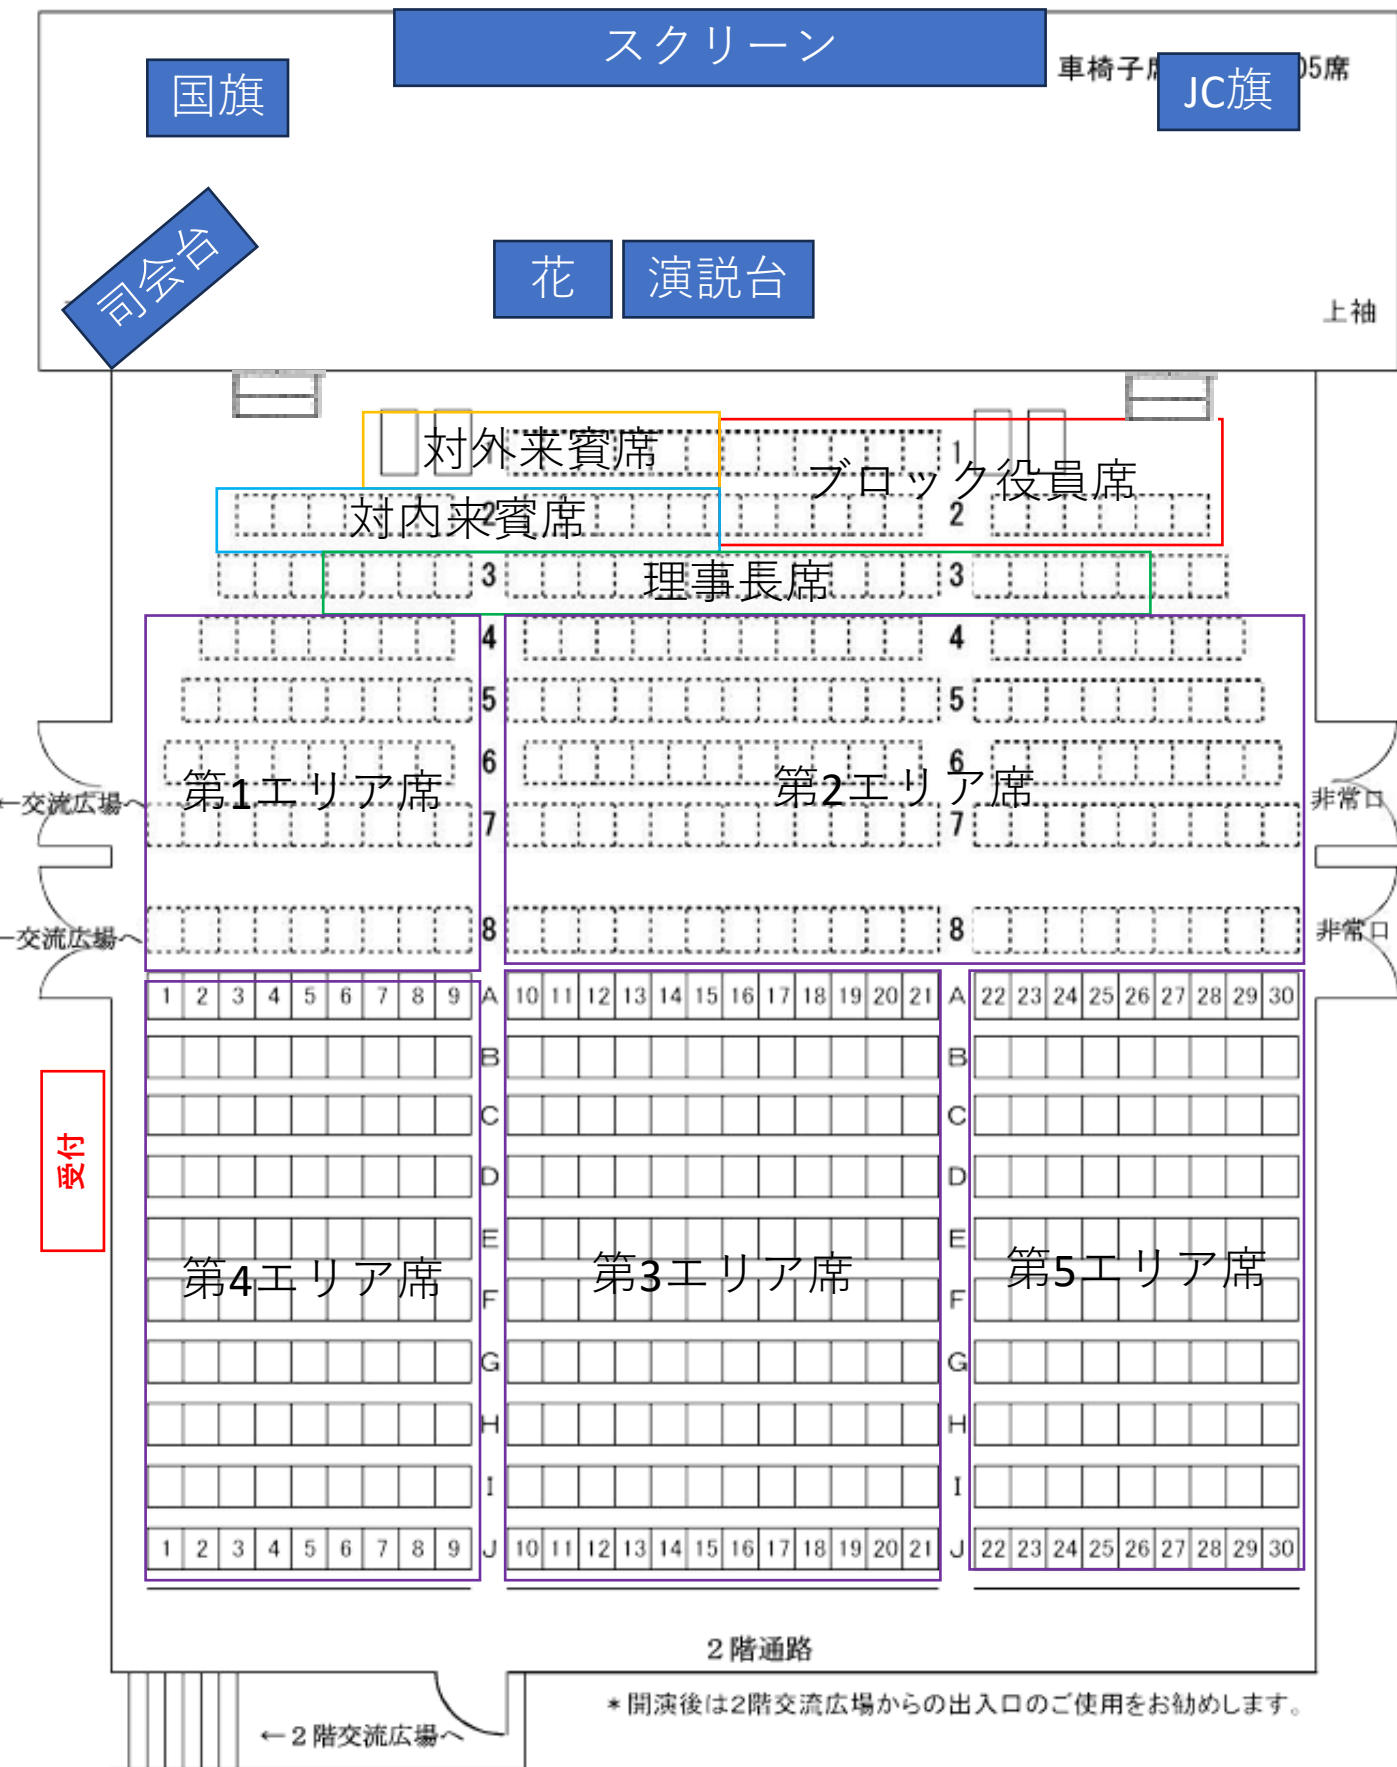 スクリーン
国旗
車椅子席
05席
JC旗
司会台
花
演説台
上袖
対外来賓席
1
1
ブロック役員席
対内来賓席
2
2
3
理事長席
3
4
4
5
5
6
6
第1エリア席
第2エリア席
←交流広場へ
非常口
7
7
←交流広場へ
8
8
非常口
1 2 3 4 5 6 7 8 9 A 10 11 12 13 14 15 16 17 18 19 20 21 A 22 23 24 25 26 27 28 29 30
B
B
C
C
受付
D
D
E
E
第4エリア席
第3エリア席
第5エリア席
F
F
G
G
H
H
I
I
1 2 3 4 5 6 7 8 9 J 10 11 12 13 14 15 16 17 18 19 20 21 J 22 23 24 25 26 27 28 29 30
2階通路
*開演後は2階交流広場からの出入口のご使用をお勧めします。
←2階交流広場へ